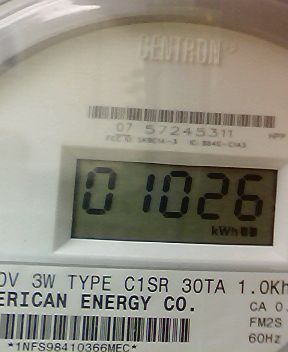 CENTRON
07 57245311
01026
kWh
0V 3W TYPE C1SR 30TA 1.0Kh
ERICAN ENERGY CO.
CA 0.
FM2S
60Hz
*1NFS98410366MEC*